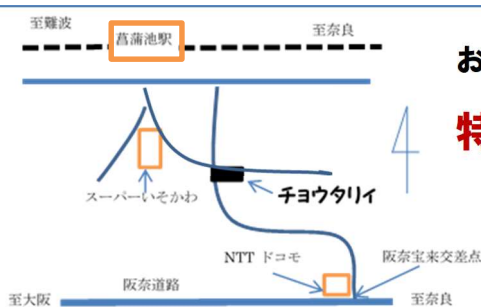 至難波
至奈良
菖蒲池駅
お
特
スーパーいそかわ
チョウタリィ
NTT ドコモ
阪奈宝来交差点
阪奈道路
至大阪
至奈良